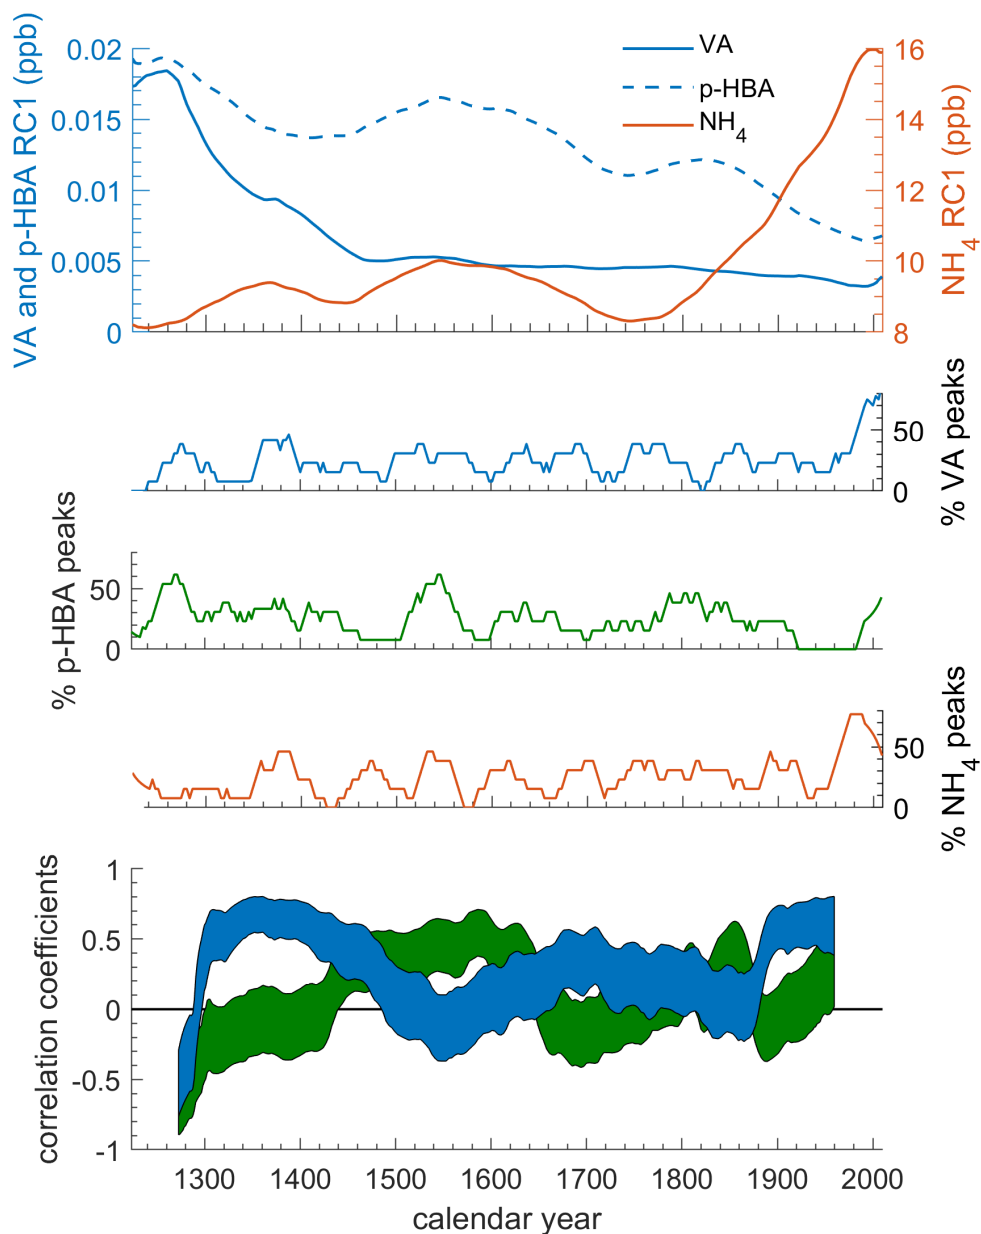 VA and p-HBA RC1 (ppb)
0.02
0.015
0.01
0.005
0
VA
p-HBA
NH4
16
14
12
10
8
NH4 RC1 (ppb)
50
0
% VA peaks
% p-HBA peaks
50
0
50
0
% NH4 peaks
correlation coefficients
1
0.5
0
-0.5
-1
1300 1400 1500 1600 1700 1800 1900 2000
calendar year